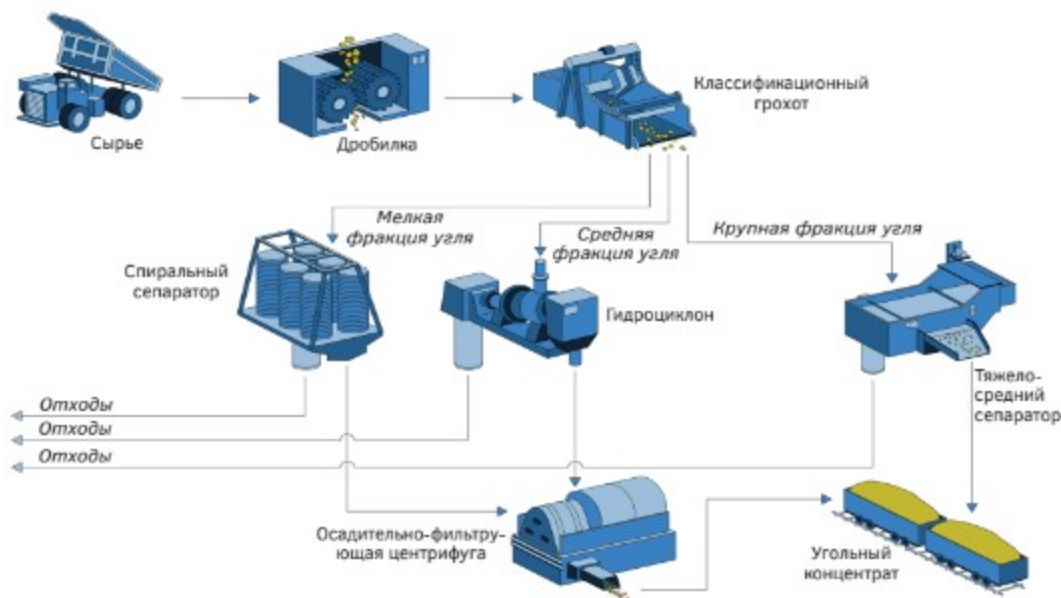 Сырье
Дробилка
Классификационный
грохот
Мелкая
фракция угля
Средняя
фракция угля
Крупная фракция угля
Спиральный
сепаратор
Гидроциклон
Тяжело-
средний
сепаратор
Отходы
Отходы
Отходы
Осадительно-фильтру-
ющая центрифуга
Угольный
концентрат